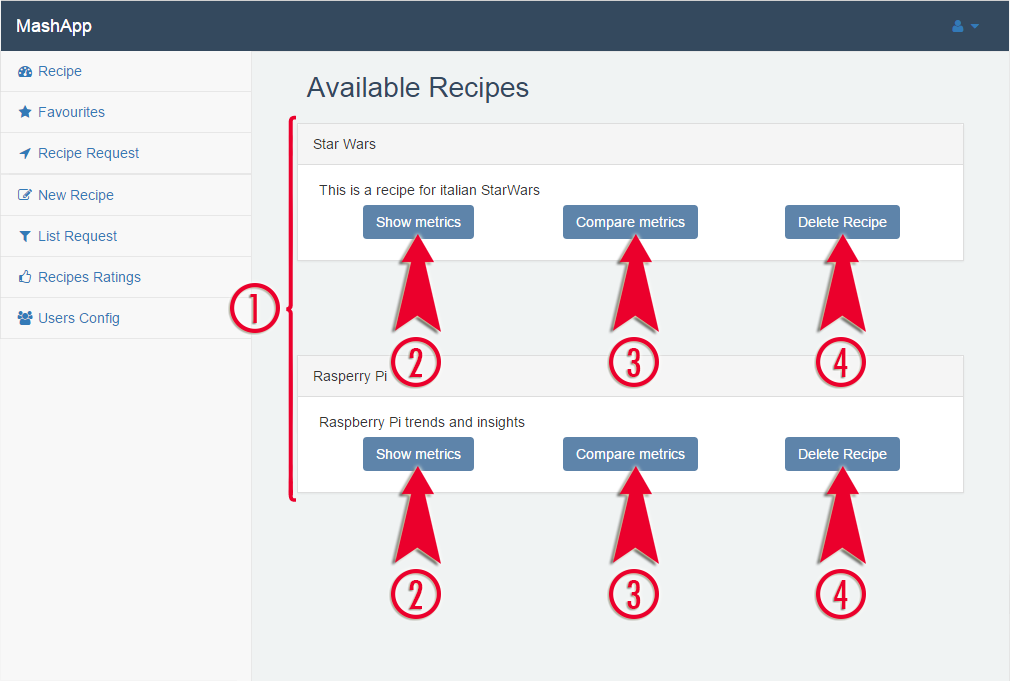 MashApp
Recipe
Favourites
Recipe Request
New Recipe
List Request
Recipes Ratings
Users Config
Available Recipes
1
Star Wars
This is a recipe for italian StarWars
Show metrics Compare metrics Delete Recipe
2 3 4
Rasperry Pi
Raspberry Pi trends and insights
Show metrics Compare metrics Delete Recipe
2 3 4